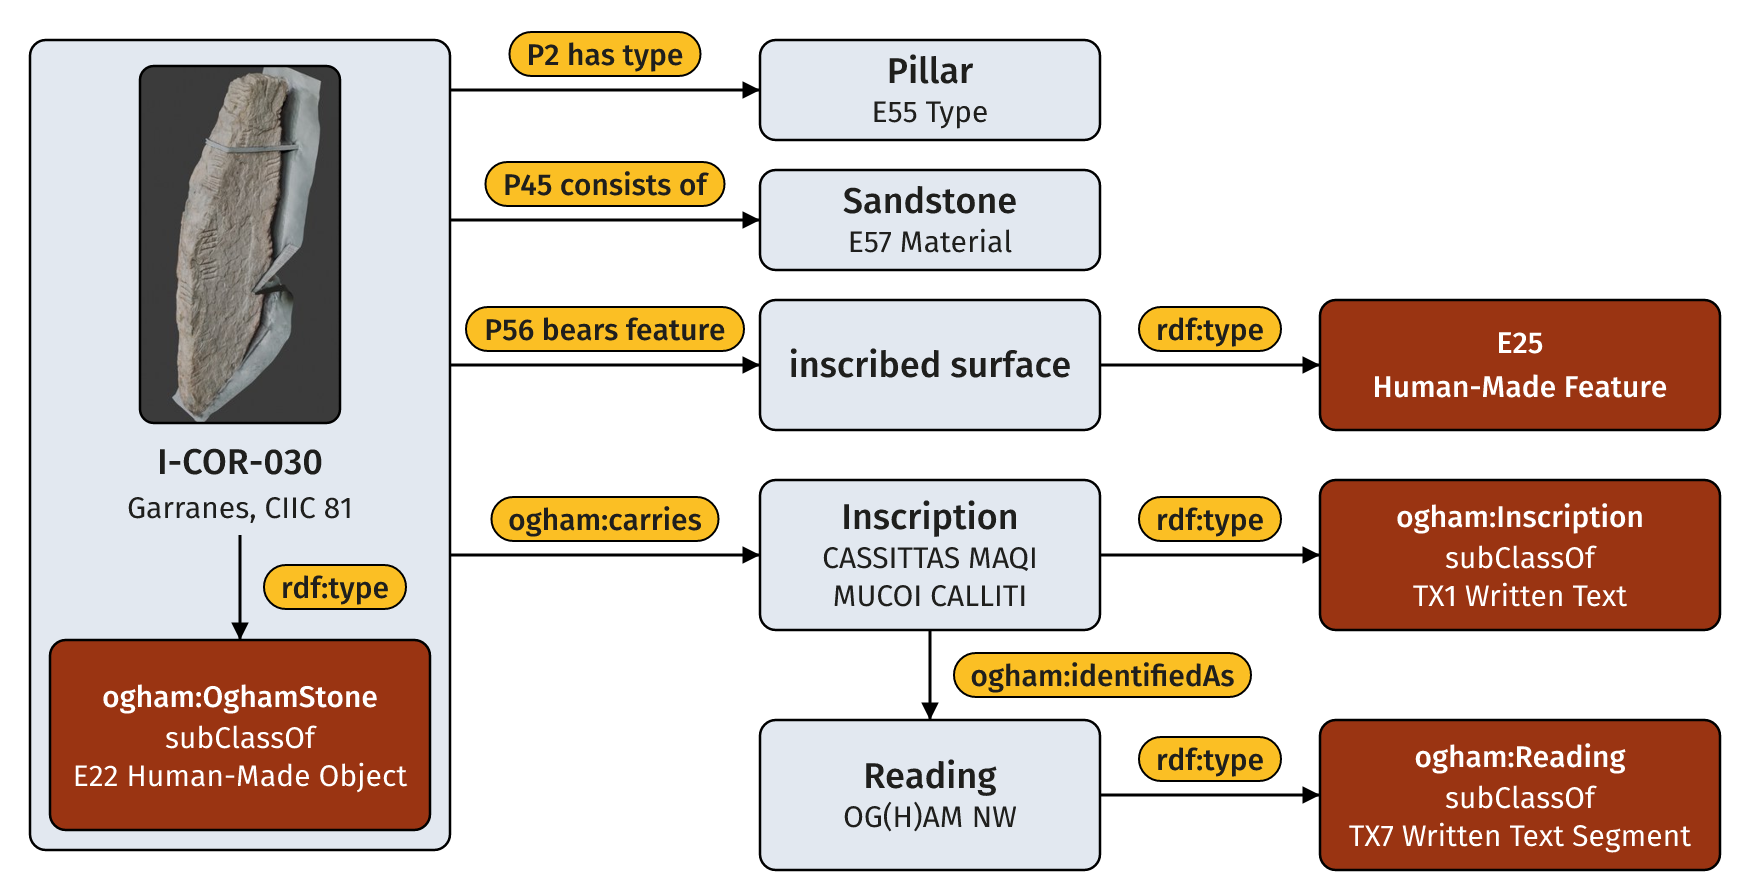 I-COR-030
Garranes, CIIC 81
rdf:type
ogham:OghamStone
subClassOf
E22 Human-Made Object
P2 has type
Pillar
E55 Type
P45 consists of
Sandstone
E57 Material
P56 bears feature
inscribed surface
rdf:type
E25
Human-Made Feature
ogham:carries
Inscription
CASSITTAS MAQI
MUCOI CALLITI
rdf:type
ogham:Inscription
subClassOf
TX1 Written Text
ogham:identifiedAs
Reading
OG(H)AM NW
rdf:type
ogham:Reading
subClassOf
TX7 Written Text Segment